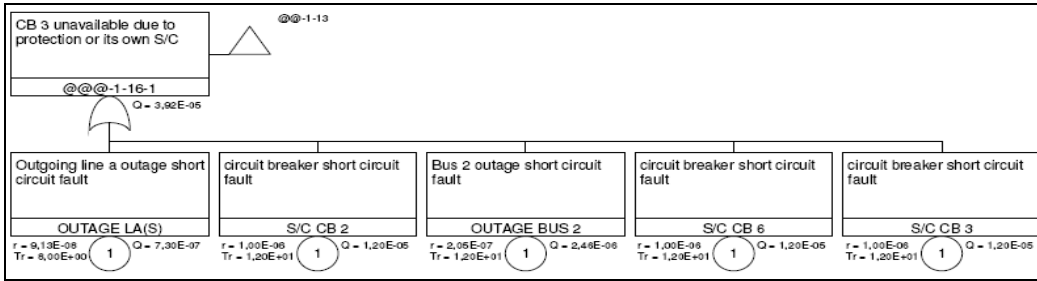 CB 3 unavailable due to
protection or its own S/C
@@-1-13
@@@-1-16-1
Q = 3,92E-05
Outgoing line a outage short
circuit fault
OUTAGE LA(S)
r = 9,13E-08
Tr = 8,00E+00
1
Q = 7,30E-07
circuit breaker short circuit
fault
S/C CB 2
r = 1,00E-06
Tr = 1,20E+01
1
Q = 1,20E-05
Bus 2 outage short circuit
fault
OUTAGE BUS 2
r = 2,05E-07
Tr = 1,20E+01
1
Q = 2,46E-06
circuit breaker short circuit
fault
S/C CB 6
r = 1,00E-06
Tr = 1,20E+01
1
Q = 1,20E-05
circuit breaker short circuit
fault
S/C CB 3
r = 1,00E-06
Tr = 1,20E+01
1
Q = 1,20E-05